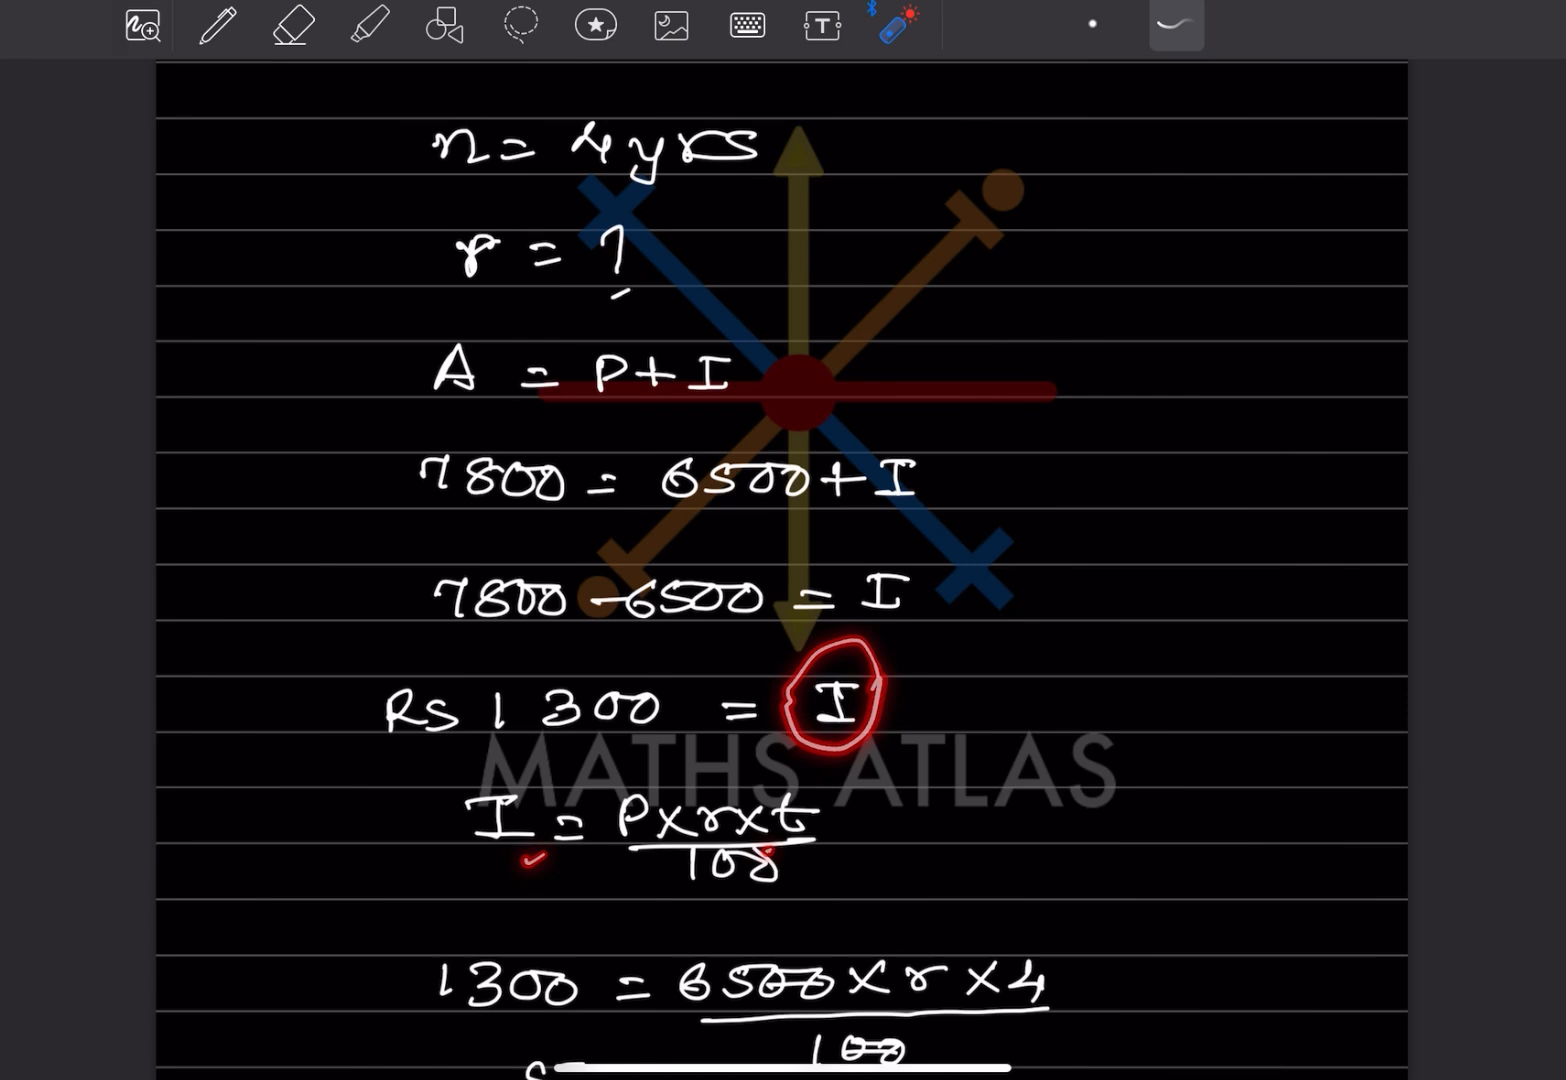 n = 4 yrs
r = ?
A = P + I
7800 = 6500 + I
7800 - 6500 = I
Rs 1300 = I
MATHS ATLAS
I = P x r x t
100
1300 = 6500 x r x 4
100